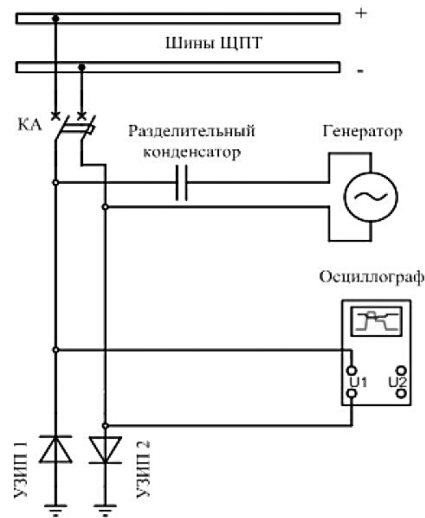 +
Шины ЩПТ
-
КА
Разделительный
конденсатор
Генератор
Осциллограф
U1 U2
УЗИП 1
УЗИП 2